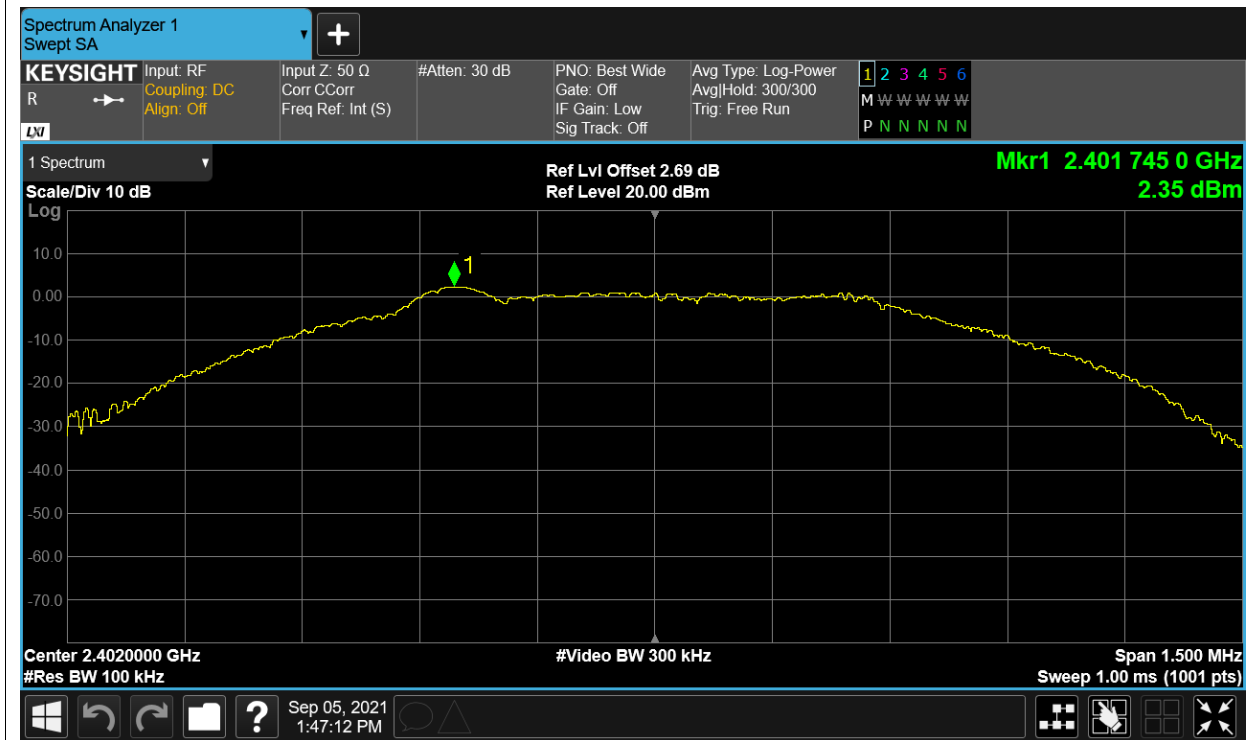 Spectrum Analyzer 1
Swept SA
KEYSIGHT
R
LXI
Input: RF
Coupling: DC
Align: Off
Input Z: 50 Ω
Corr CCorr
Freq Ref: Int (S)
#Atten: 30 dB
PNO: Best Wide
Gate: Off
IF Gain: Low
Sig Track: Off
Avg Type: Log-Power
Avg|Hold: 300/300
Trig: Free Run
1 2 3 4 5 6
M W W W W W
P N N N N N
1 Spectrum
Scale/Div 10 dB
Log
Ref Lvl Offset 2.69 dB
Ref Level 20.00 dBm
Mkr1 2.401 745 0 GHz
2.35 dBm
1
10.0
0.00
-10.0
-20.0
-30.0
-40.0
-50.0
-60.0
-70.0
Center 2.4020000 GHz
#Res BW 100 kHz
#Video BW 300 kHz
Span 1.500 MHz
Sweep 1.00 ms (1001 pts)
?
Sep 05, 2021
1:47:12 PM